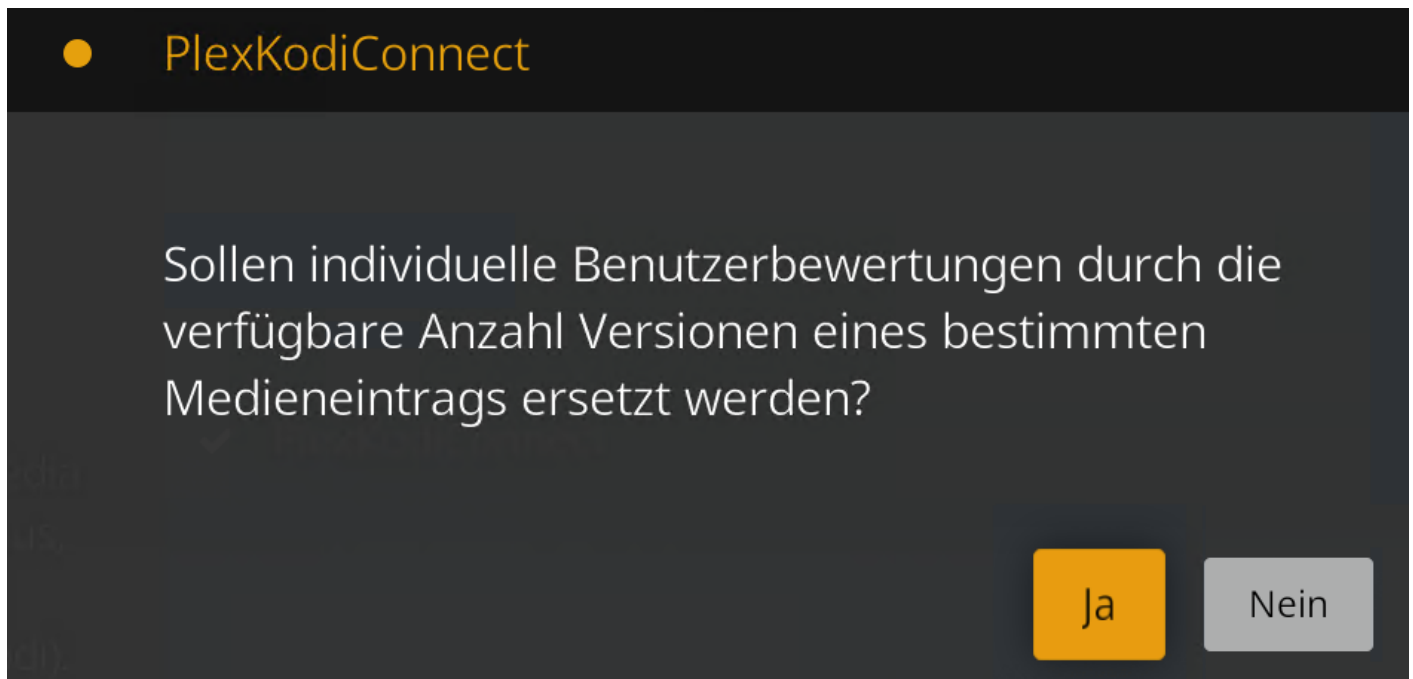 PlexKodiConnect
Sollen individuelle Benutzerbewertungen durch die
verfügbare Anzahl Versionen eines bestimmten
Medieneintrags ersetzt werden?
Ja
Nein